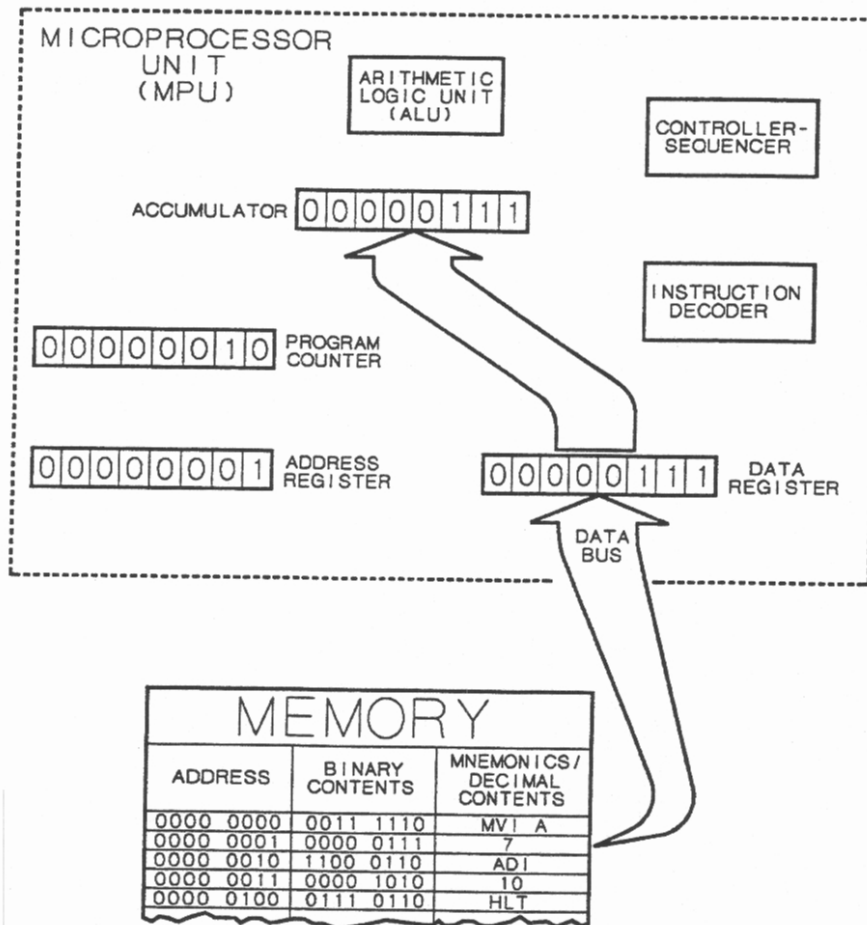 MICROPROCESSOR
UNIT
(MPU)
ARITHMETIC
LOGIC UNIT
(ALU)
CONTROLLER-
SEQUENCER
ACCUMULATOR 0 0 0 0 0 1 1 1
INSTRUCTION
DECODER
0 0 0 0 0 0 1 0 PROGRAM
COUNTER
0 0 0 0 0 0 0 1 ADDRESS
REGISTER
0 0 0 0 0 1 1 1 DATA
REGISTER
DATA
BUS
MEMORY
ADDRESS
BINARY
CONTENTS
MNEMONICS/
DECIMAL
CONTENTS
0000 0000 0011 1110 MVI A
0000 0001 0000 0111 7
0000 0010 1100 0110 ADI
0000 0011 0000 1010 10
0000 0100 0111 0110 HLT